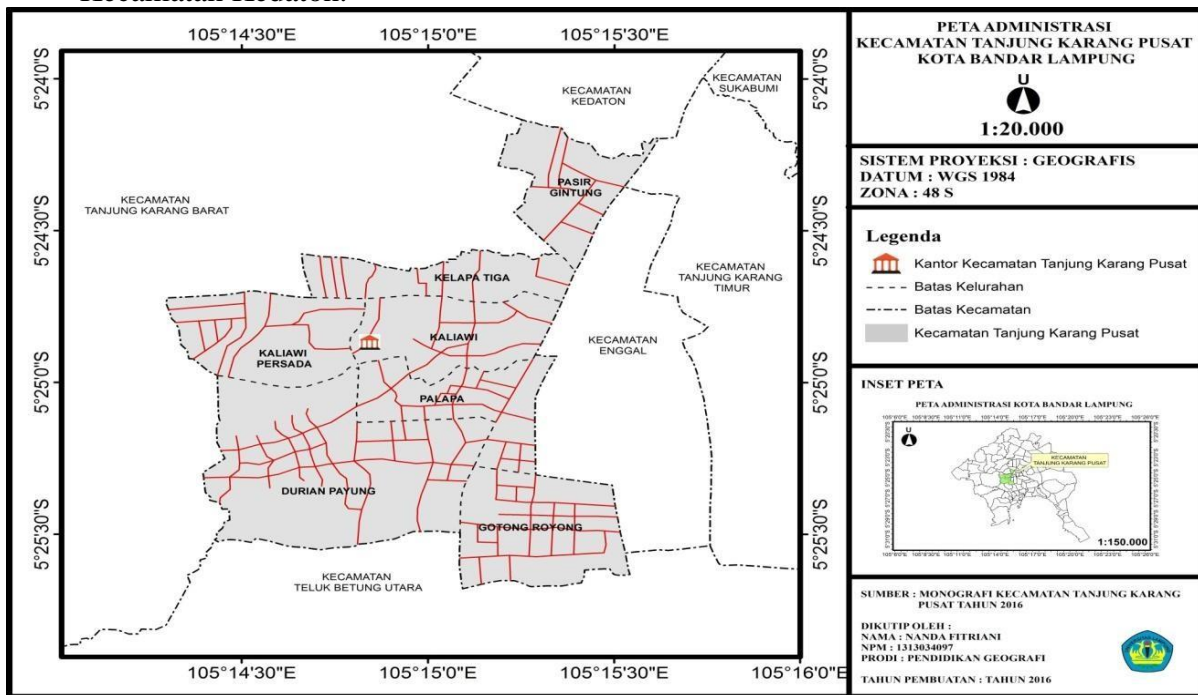 Kecamatan Kedaton.
105°14'30"E
105°15'0"E
105°15'30"E
5°24'0"S
5°24'30"S
5°25'0"S
5°25'30"S
5°24'0"S
5°24'30"S
5°25'0"S
5°25'30"S
KECAMATAN
KEDATON
KECAMATAN
SUKABUMI
PASIR
GINTUNG
KECAMATAN
TANJUNG KARANG BARAT
KELAPA TIGA
KECAMATAN
TANJUNG KARANG
TIMUR
KALIAWI
PERSADA
KALIAWI
KECAMATAN
ENGGAL
PALAPA
DURIAN PAYUNG
GOTONG ROYONG
KECAMATAN
TELUK BETUNG UTARA
105°14'30"E
105°15'0"E
105°15'30"E
105°16'0"E
PETA ADMINISTRASI
KECAMATAN TANJUNG KARANG PUSAT
KOTA BANDAR LAMPUNG
U
1:20.000
SISTEM PROYEKSI : GEOGRAFIS
DATUM : WGS 1984
ZONA : 48 S
Legenda
Kantor Kecamatan Tanjung Karang Pusat
Batas Kelurahan
Batas Kecamatan
Kecamatan Tanjung Karang Pusat
INSET PETA
PETA ADMINISTRASI KOTA BANDAR LAMPUNG
U
KECAMATAN
TANJUNG KARANG PUSAT
1:150.000
SUMBER : MONOGRAFI KECAMATAN TANJUNG KARANG
PUSAT TAHUN 2016
DIKUTIP OLEH :
NAMA : NANDA FITRIANI
NPM : 1313034097
PRODI : PENDIDIKAN GEOGRAFI
TAHUN PEMBUATAN : TAHUN 2016